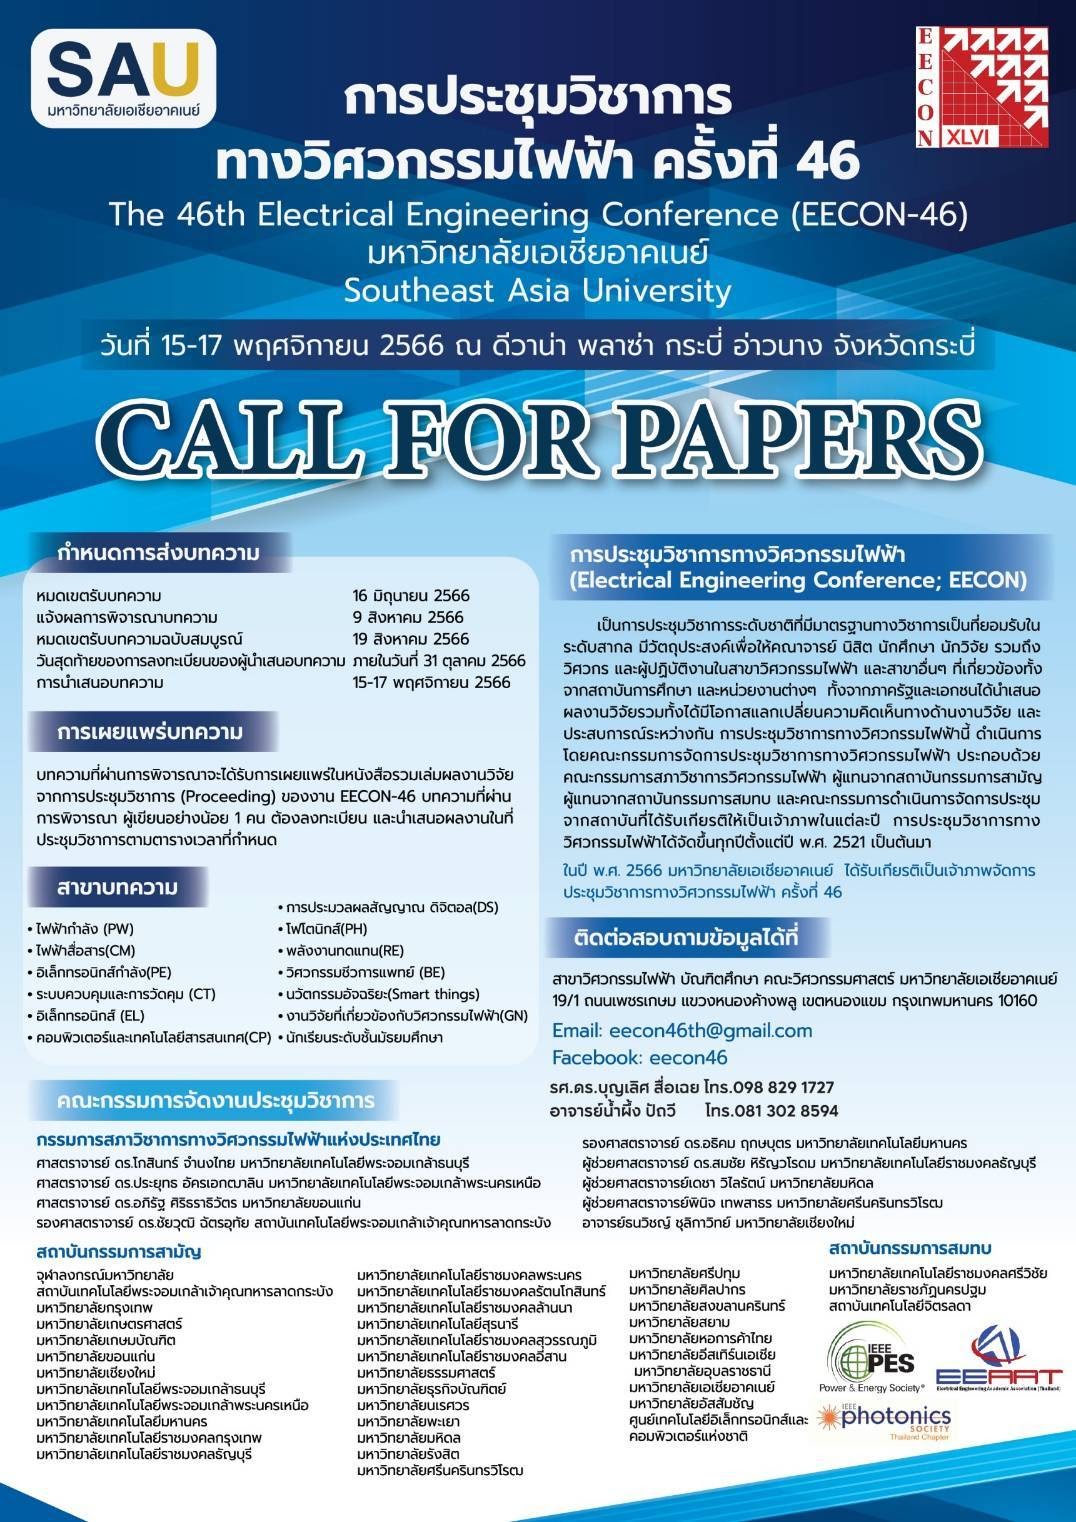 SAU
มหาวิทยาลัยเอเชียอาคเนย์
EECON
XLVI
การประชุมวิชาการ
ทางวิศวกรรมไฟฟ้า ครั้งที่ 46
The 46th Electrical Engineering Conference (EECON-46)
มหาวิทยาลัยเอเชียอาคเนย์
Southeast Asia University
วันที่ 15-17 พฤศจิกายน 2566 ณ ดีวาน่า พลาซ่า กระบี่ อ่าวนาง จังหวัดกระบี่
CALL FOR PAPERS
กำหนดการส่งบทความ
หมดเขตรับบทความ 16 มิถุนายน 2566
แจ้งผลการพิจารณาบทความ 9 สิงหาคม 2566
หมดเขตรับบทความฉบับสมบูรณ์ 19 สิงหาคม 2566
วันสุดท้ายของการลงทะเบียนของผู้นำเสนอบทความ ภายในวันที่ 31 ตุลาคม 2566
การนำเสนอบทความ 15-17 พฤศจิกายน 2566
การเผยแพร่บทความ
บทความที่ผ่านการพิจารณาจะได้รับการเผยแพร่ในหนังสือรวมเล่มผลงานวิจัย
จากการประชุมวิชาการ (Proceeding) ของงาน EECON-46 บทความที่ผ่าน
การพิจารณา ผู้เขียนอย่างน้อย 1 คน ต้องลงทะเบียน และนำเสนอผลงานในที่
ประชุมวิชาการตามตารางเวลาที่กำหนด
สาขาบทความ
• ไฟฟ้ากำลัง (PW)
• ไฟฟ้าสื่อสาร(CM)
• อิเล็กทรอนิกส์กำลัง(PE)
• ระบบควบคุมและการวัดคุม (CT)
• อิเล็กทรอนิกส์ (EL)
• คอมพิวเตอร์และเทคโนโลยีสารสนเทศ(CP)
• การประมวลผลสัญญาณ ดิจิตอล(DS)
• โฟโตนิกส์(PH)
• พลังงานทดแทน(RE)
• วิศวกรรมชีวการแพทย์ (BE)
• นวัตกรรมอัจฉริยะ(Smart things)
• งานวิจัยที่เกี่ยวข้องกับวิศวกรรมไฟฟ้า(GN)
• นักเรียนระดับชั้นมัธยมศึกษา
การประชุมวิชาการทางวิศวกรรมไฟฟ้า
(Electrical Engineering Conference; EECON)
เป็นการประชุมวิชาการระดับชาติที่มีมาตรฐานทางวิชาการเป็นที่ยอมรับใน
ระดับสากล มีวัตถุประสงค์เพื่อให้คณาจารย์ นิสิต นักศึกษา นักวิจัย รวมถึง
วิศวกร และผู้ปฏิบัติงานในสาขาวิศวกรรมไฟฟ้า และสาขาอื่นๆ ที่เกี่ยวข้องทั้ง
จากสถาบันการศึกษา และหน่วยงานต่างๆ ทั้งจากภาครัฐและเอกชนได้นำเสนอ
ผลงานวิจัยรวมทั้งได้มีโอกาสแลกเปลี่ยนความคิดเห็นทางด้านงานวิจัย และ
ประสบการณ์ระหว่างกัน การประชุมวิชาการทางวิศวกรรมไฟฟ้านี้ ดำเนินการ
โดยคณะกรรมการจัดการประชุมวิชาการทางวิศวกรรมไฟฟ้า ประกอบด้วย
คณะกรรมการสภาวิชาการวิศวกรรมไฟฟ้า ผู้แทนจากสถาบันกรรมการสามัญ
ผู้แทนจากสถาบันกรรมการสมทบ และคณะกรรมการดำเนินการจัดการประชุม
จากสถาบันที่ได้รับเกียรติให้เป็นเจ้าภาพในแต่ละปี การประชุมวิชาการทาง
วิศวกรรมไฟฟ้าได้จัดขึ้นทุกปีตั้งแต่ปี พ.ศ. 2521 เป็นต้นมา
ในปี พ.ศ. 2566 มหาวิทยาลัยเอเชียอาคเนย์ ได้รับเกียรติเป็นเจ้าภาพจัดการ
ประชุมวิชาการทางวิศวกรรมไฟฟ้า ครั้งที่ 46
ติดต่อสอบถามข้อมูลได้ที่
สาขาวิศวกรรมไฟฟ้า บัณฑิตศึกษา คณะวิศวกรรมศาสตร์ มหาวิทยาลัยเอเชียอาคเนย์
19/1 ถนนเพชรเกษม แขวงหนองค้างพลู เขตหนองแขม กรุงเทพมหานคร 10160
Email: eecon46th@gmail.com
Facebook: eecon46
รศ.ดร.บุญเลิศ สื่อเฉย โทร.098 829 1727
อาจารย์น้ำผึ้ง ปัถวี โทร.081 302 8594
คณะกรรมการจัดงานประชุมวิชาการ
กรรมการสภาวิชาการทางวิศวกรรมไฟฟ้าแห่งประเทศไทย
ศาสตราจารย์ ดร.โกสินทร์ จำนงไทย มหาวิทยาลัยเทคโนโลยีพระจอมเกล้าธนบุรี
ศาสตราจารย์ ดร.ประยุทธ อัครเอกฒาลิน มหาวิทยาลัยเทคโนโลยีพระจอมเกล้าพระนครเหนือ
ศาสตราจารย์ ดร.อภิรัฐ ศิริธราธิวัตร มหาวิทยาลัยขอนแก่น
รองศาสตราจารย์ ดร.ชัยวุฒิ ฉัตรอุทัย สถาบันเทคโนโลยีพระจอมเกล้าเจ้าคุณทหารลาดกระบัง
รองศาสตราจารย์ ดร.อธิคม ฤกษบุตร มหาวิทยาลัยเทคโนโลยีมหานคร
ผู้ช่วยศาสตราจารย์ ดร.สมชัย หิรัญวโรดม มหาวิทยาลัยเทคโนโลยีราชมงคลธัญบุรี
ผู้ช่วยศาสตราจารย์เดชา วิไลรัตน์ มหาวิทยาลัยมหิดล
ผู้ช่วยศาสตราจารย์พินิจ เทพสาธร มหาวิทยาลัยศรีนครินทรวิโรฒ
อาจารย์ธนวิชญ์ ชุลิกาวิทย์ มหาวิทยาลัยเชียงใหม่
สถาบันกรรมการสามัญ
จุฬาลงกรณ์มหาวิทยาลัย
สถาบันเทคโนโลยีพระจอมเกล้าเจ้าคุณทหารลาดกระบัง
มหาวิทยาลัยกรุงเทพ
มหาวิทยาลัยเกษตรศาสตร์
มหาวิทยาลัยเกษมบัณฑิต
มหาวิทยาลัยขอนแก่น
มหาวิทยาลัยเชียงใหม่
มหาวิทยาลัยเทคโนโลยีพระจอมเกล้าธนบุรี
มหาวิทยาลัยเทคโนโลยีพระจอมเกล้าพระนครเหนือ
มหาวิทยาลัยเทคโนโลยีมหานคร
มหาวิทยาลัยเทคโนโลยีราชมงคลกรุงเทพ
มหาวิทยาลัยเทคโนโลยีราชมงคลธัญบุรี
มหาวิทยาลัยเทคโนโลยีราชมงคลพระนคร
มหาวิทยาลัยเทคโนโลยีราชมงคลรัตนโกสินทร์
มหาวิทยาลัยเทคโนโลยีราชมงคลล้านนา
มหาวิทยาลัยเทคโนโลยีสุรนารี
มหาวิทยาลัยเทคโนโลยีราชมงคลสุวรรณภูมิ
มหาวิทยาลัยเทคโนโลยีราชมงคลอีสาน
มหาวิทยาลัยธรรมศาสตร์
มหาวิทยาลัยธุรกิจบัณฑิตย์
มหาวิทยาลัยนเรศวร
มหาวิทยาลัยพะเยา
มหาวิทยาลัยมหิดล
มหาวิทยาลัยรังสิต
มหาวิทยาลัยศรีนครินทรวิโรฒ
มหาวิทยาลัยศรีปทุม
มหาวิทยาลัยศิลปากร
มหาวิทยาลัยสงขลานครินทร์
มหาวิทยาลัยสยาม
มหาวิทยาลัยหอการค้าไทย
มหาวิทยาลัยอีสเทิร์นเอเชีย
มหาวิทยาลัยอุบลราชธานี
มหาวิทยาลัยเอเชียอาคเนย์
มหาวิทยาลัยอัสสัมชัญ
ศูนย์เทคโนโลยีอิเล็กทรอนิกส์และ
คอมพิวเตอร์แห่งชาติ
สถาบันกรรมการสมทบ
มหาวิทยาลัยเทคโนโลยีราชมงคลศรีวิชัย
มหาวิทยาลัยราชภัฏนครปฐม
สถาบันเทคโนโลยีจิตรลดา
IEEE
PES
Power & Energy Society®
EEAAT
Electrical Engineering Academic Association (Thailand)
IEEE
photonics
SOCIETY
Thailand Chapter